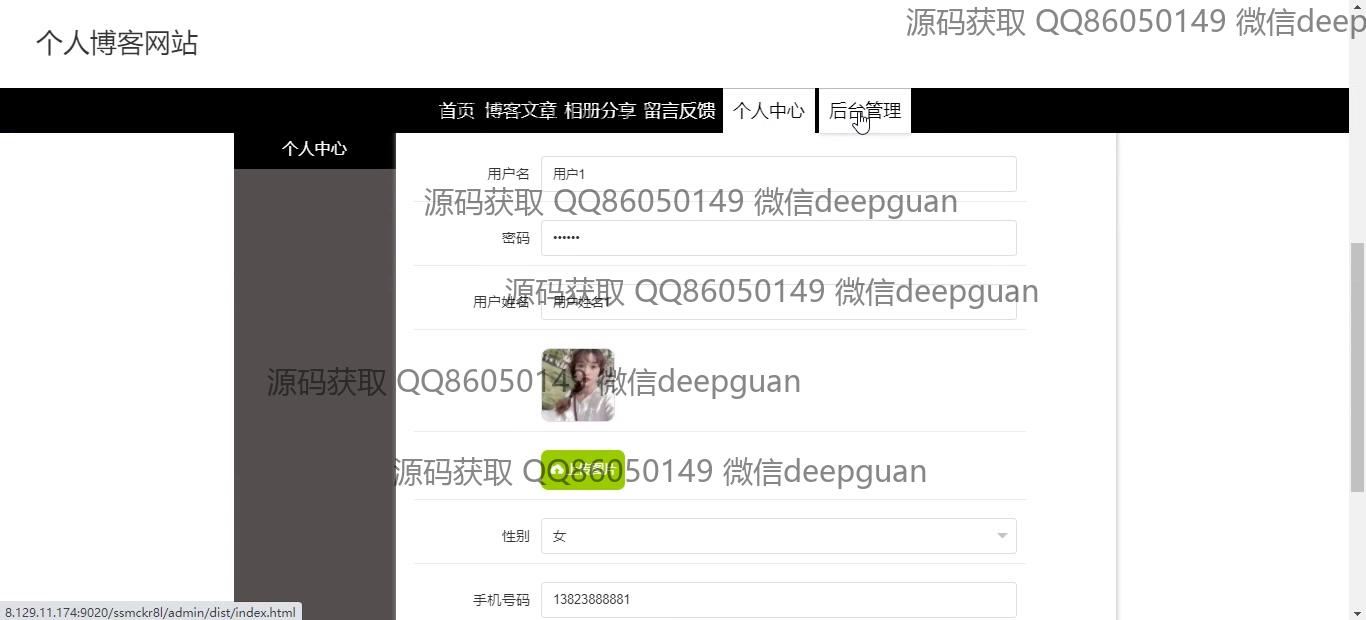 源码获取 QQ86050149 微信deep
个人博客网站
首页 博客文章 相册分享 留言反馈 个人中心 后台管理
个人中心
用户名 用户1
源码获取 QQ86050149 微信deepguan
密码 ••••••
源码获取 QQ86050149 微信deepguan
用户姓名 用户姓名1
源码获取 QQ86050149 微信deepguan
上传图片
源码获取 QQ86050149 微信deepguan
性别 女
手机号码 13823888881
8.129.11.174:9020/ssmckr8l/admin/dist/index.html